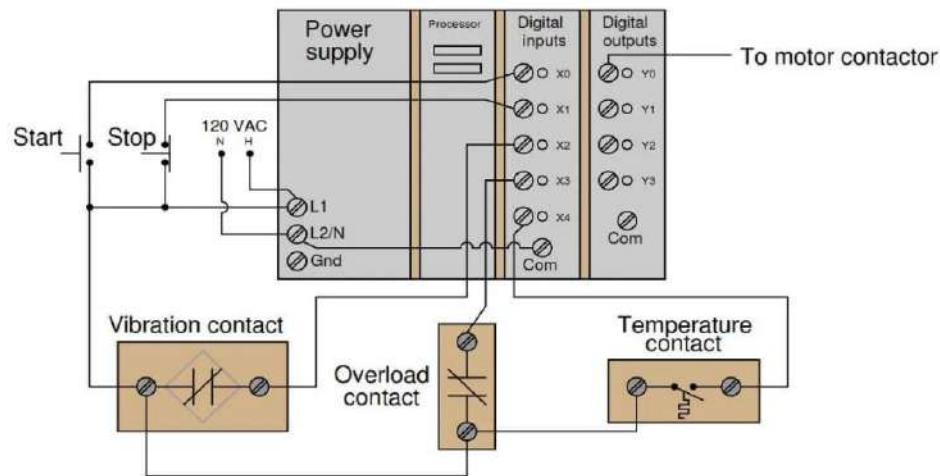 Power
supply
Processor
Digital
inputs
Digital
outputs
X0
X1
X2
X3
X4
Com
Y0
Y1
Y2
Y3
Com
To motor contactor
Start
Stop
120 VAC
N H
L1
L2/N
Gnd
Vibration contact
Overload
contact
Temperature
contact